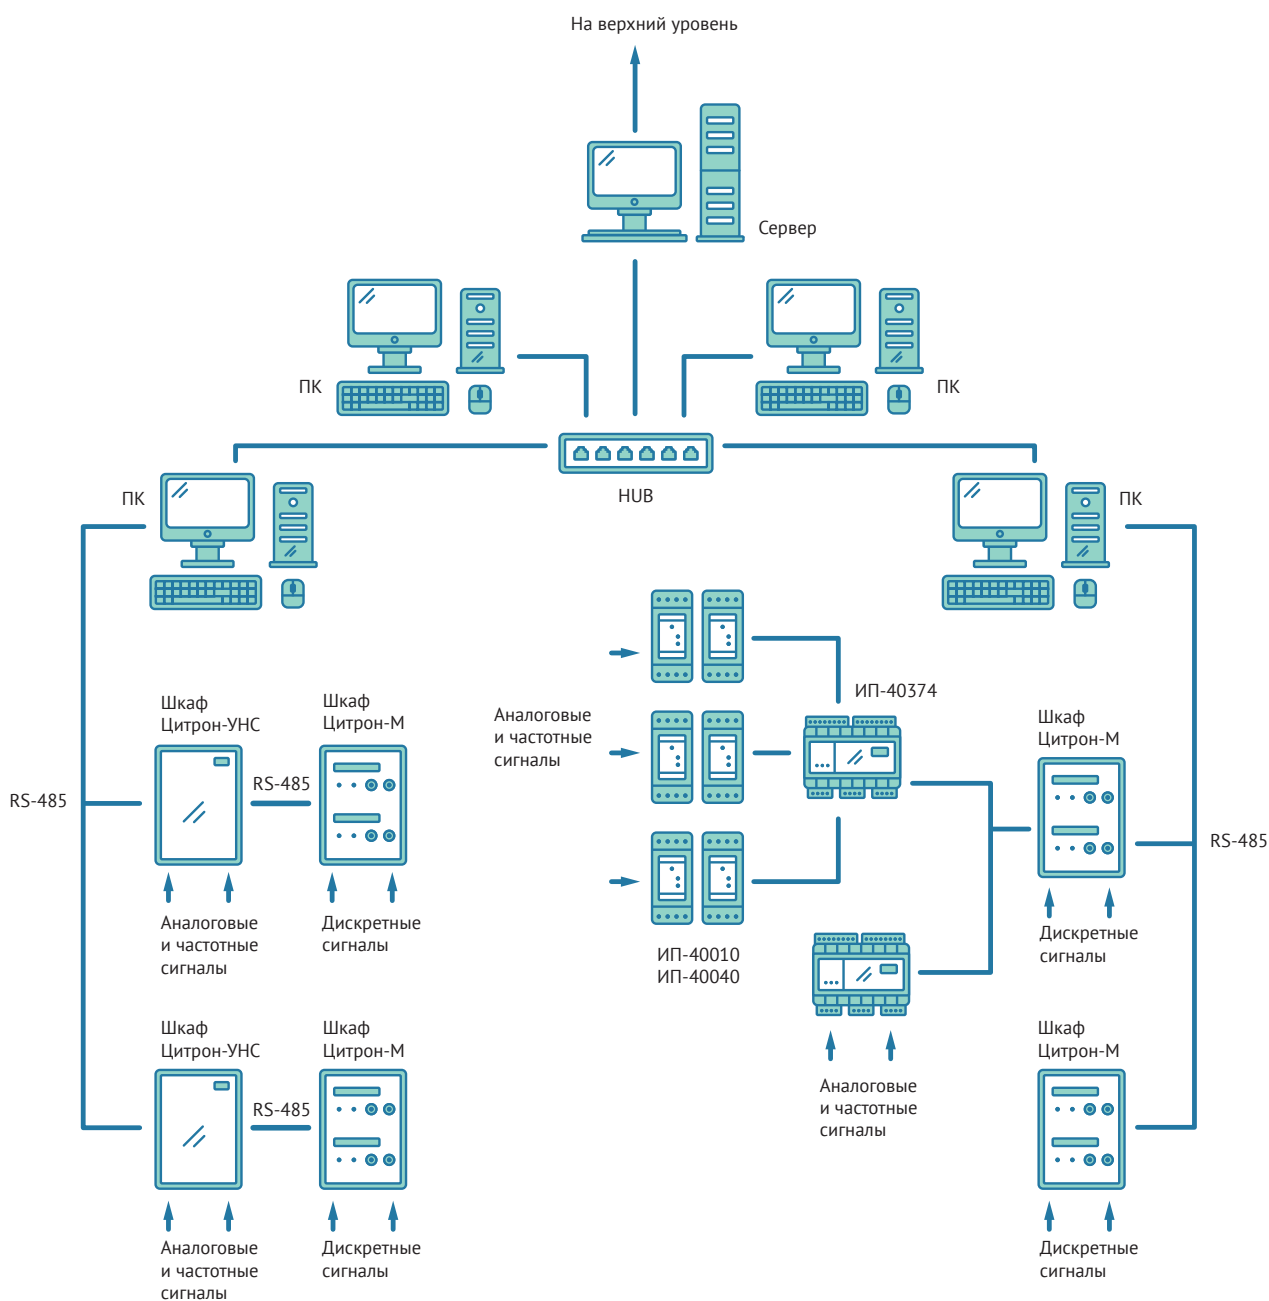 На верхний уровень
Сервер
ПК
ПК
HUB
ПК
ПК
Шкаф
Цитрон-УНС
Шкаф
Цитрон-М
RS-485
RS-485
Аналоговые
и частотные
сигналы
Дискретные
сигналы
Шкаф
Цитрон-УНС
Шкаф
Цитрон-М
RS-485
Аналоговые
и частотные
сигналы
Дискретные
сигналы
Аналоговые
и частотные
сигналы
ИП-40374
ИП-40010
ИП-40040
Аналоговые
и частотные
сигналы
Шкаф
Цитрон-М
RS-485
Дискретные
сигналы
Шкаф
Цитрон-М
Дискретные
сигналы